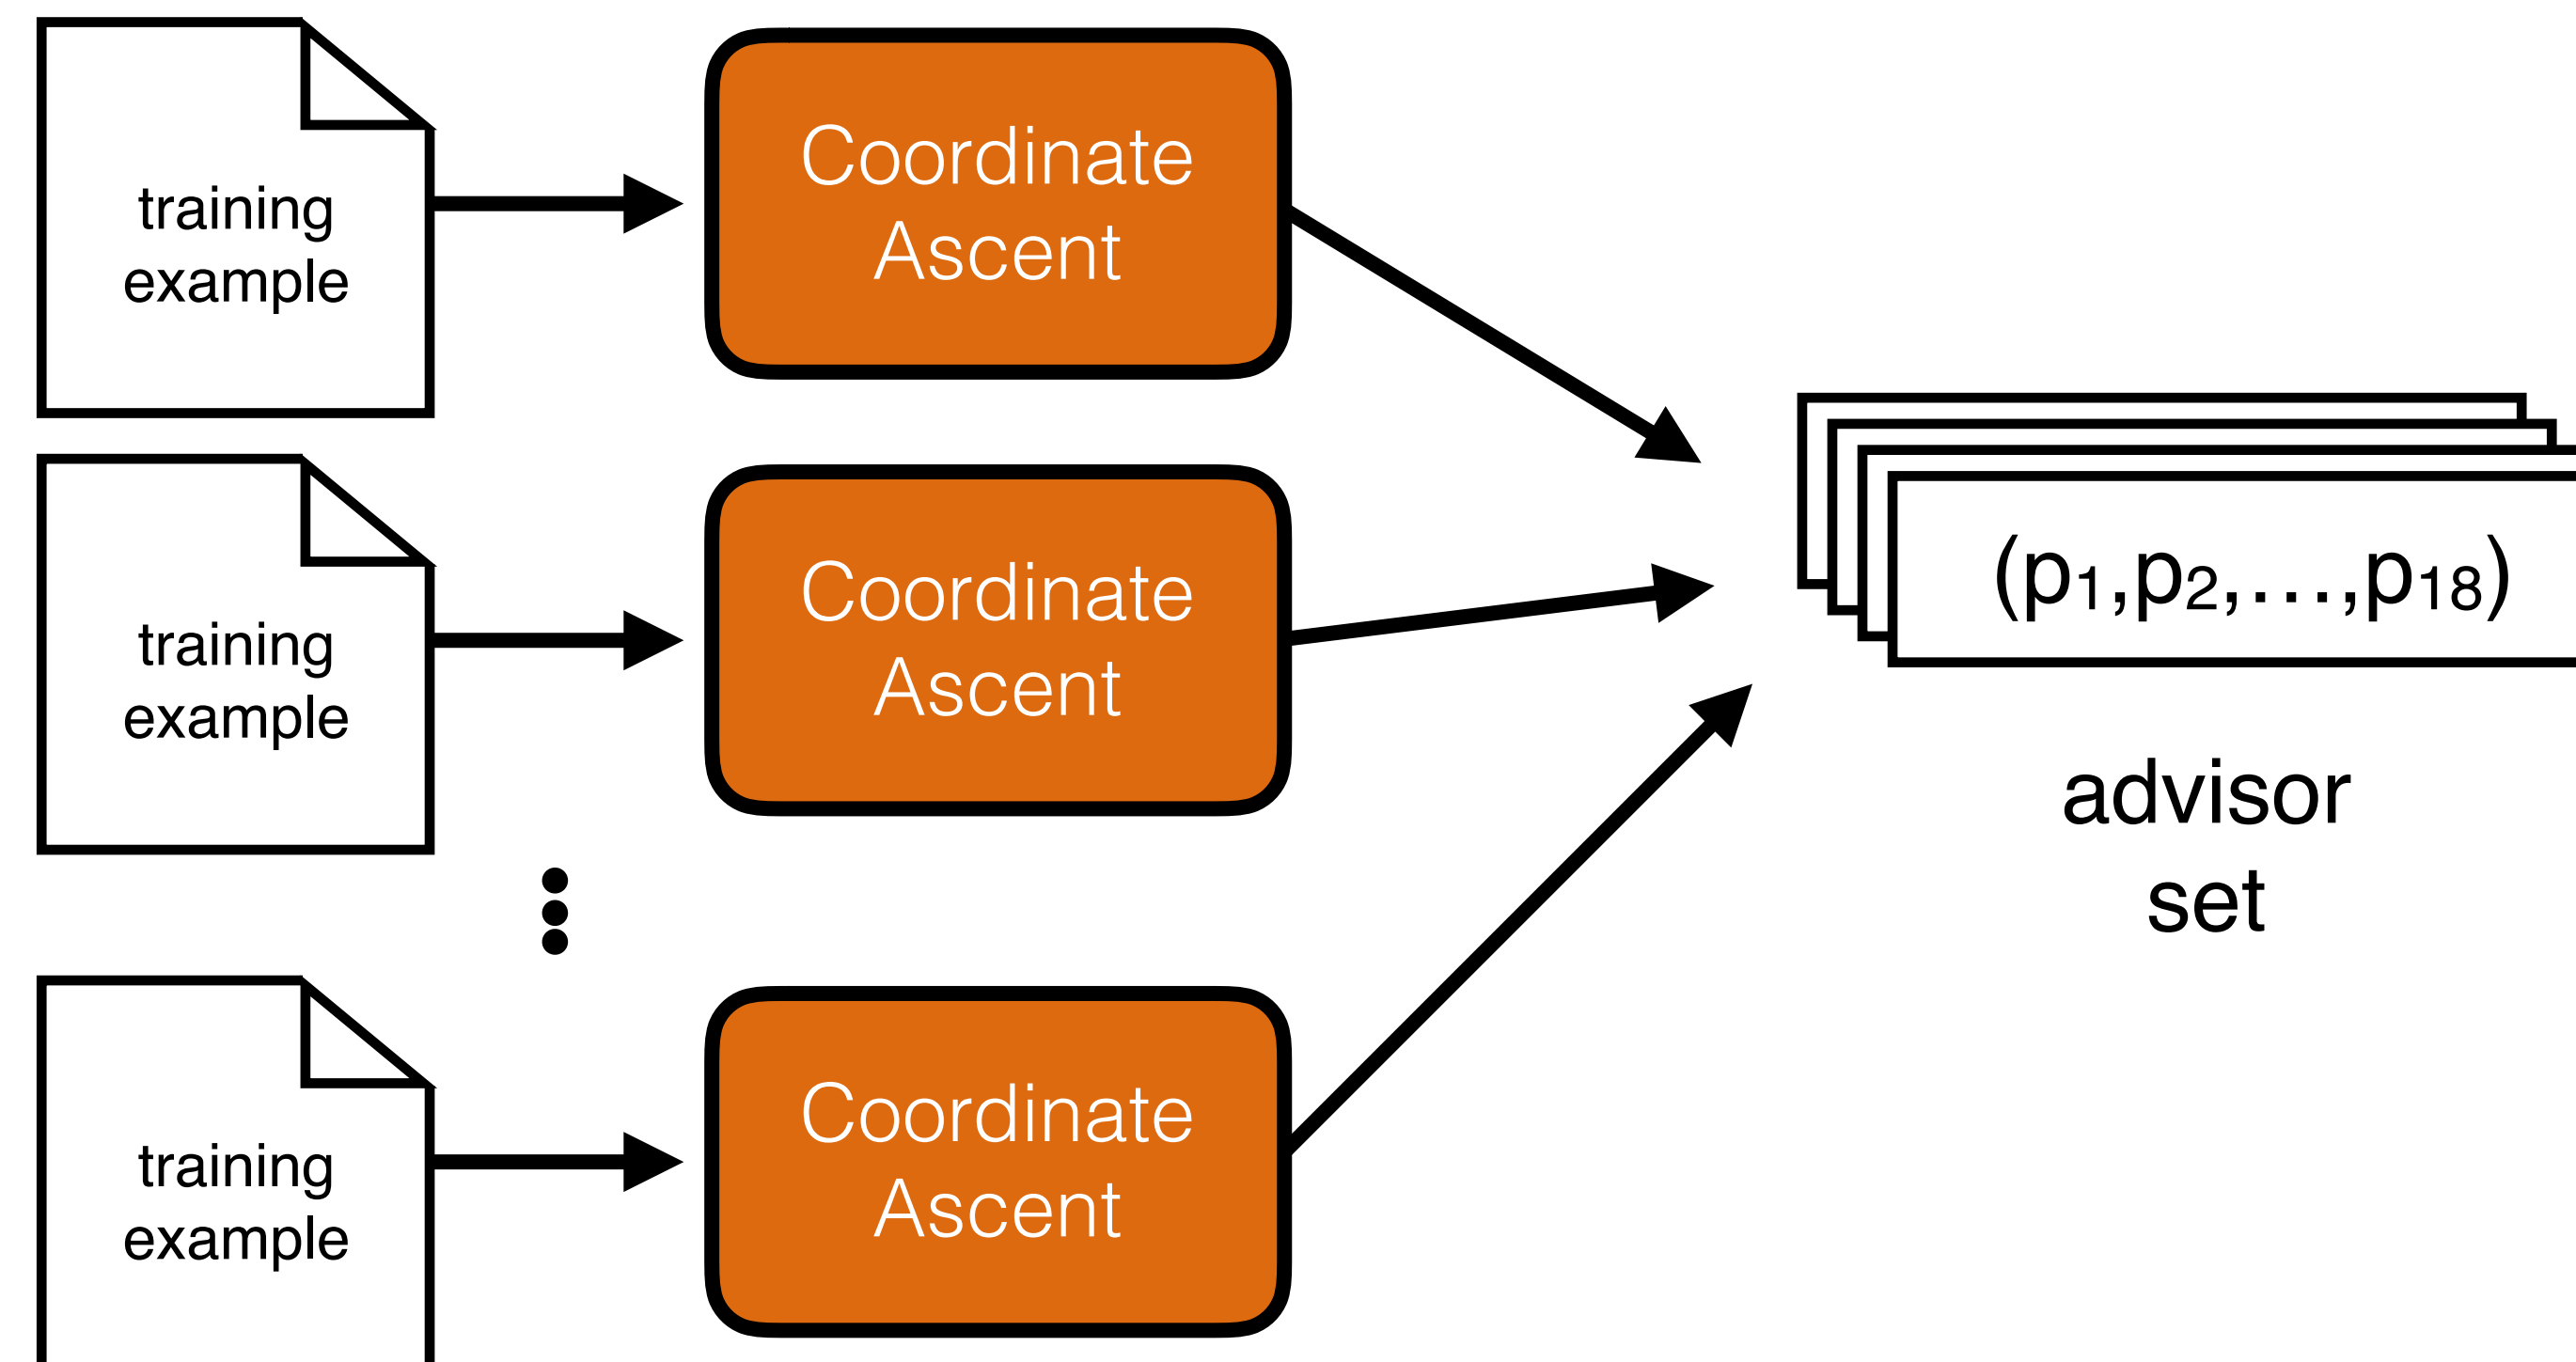 training
example
Coordinate
Ascent
training
example
Coordinate
Ascent
(p₁,p₂,…,p₁₈)
advisor
set
training
example
Coordinate
Ascent